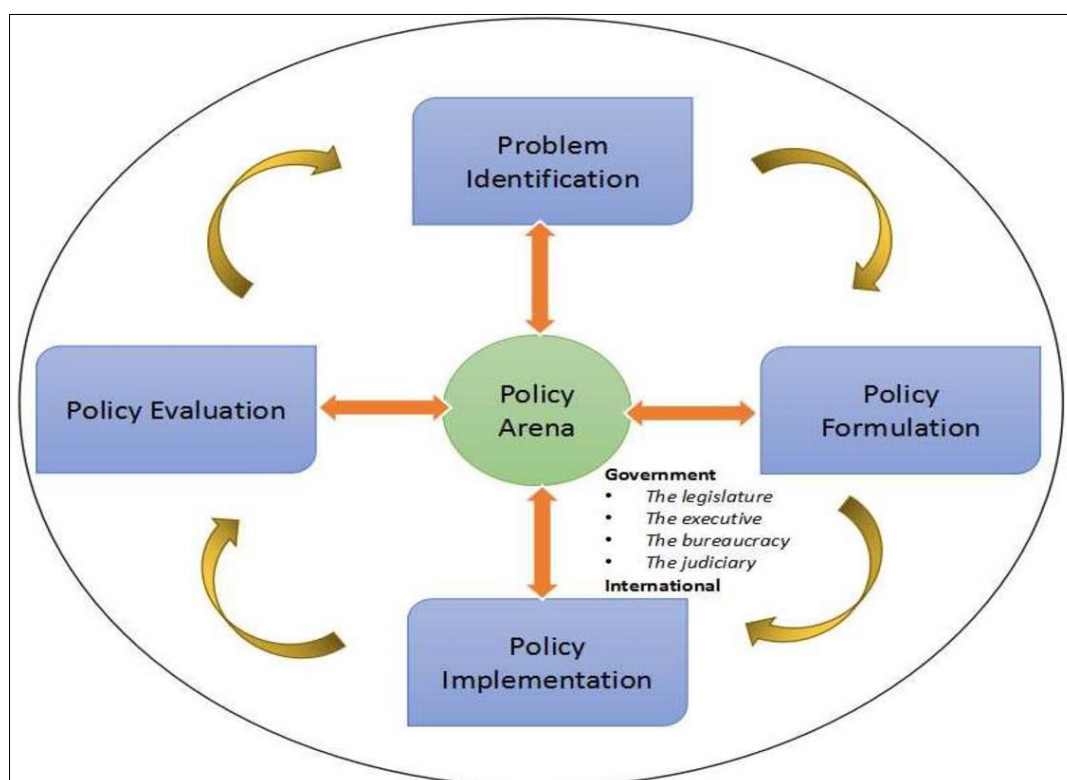 Problem
Identification
Policy Evaluation
Policy
Arena
Policy
Formulation
Government
• The legislature
• The executive
• The bureaucracy
• The judiciary
International
Policy
Implementation